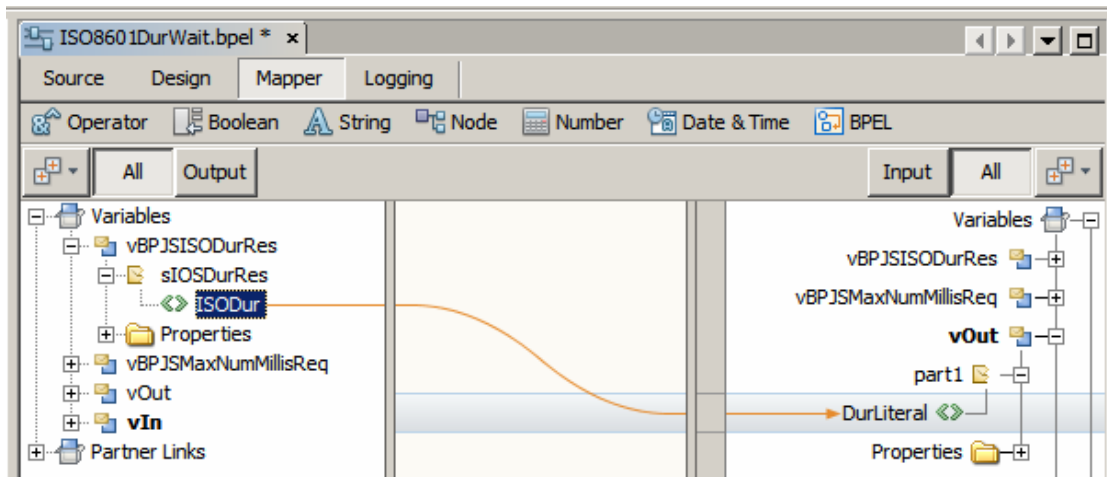 ISO8601DurWait.bpel * x
Source Design Mapper Logging
Operator Boolean String Node Number Date & Time BPEL
All Output Input All
Variables Variables
vBPJSISODurRes vBPJSISODurRes
sIOSDurRes vBPJSMaxNumMillisReq
ISODur vOut
Properties part1
vBPJSMaxNumMillisReq DurLiteral
vOut Properties
vIn
Partner Links